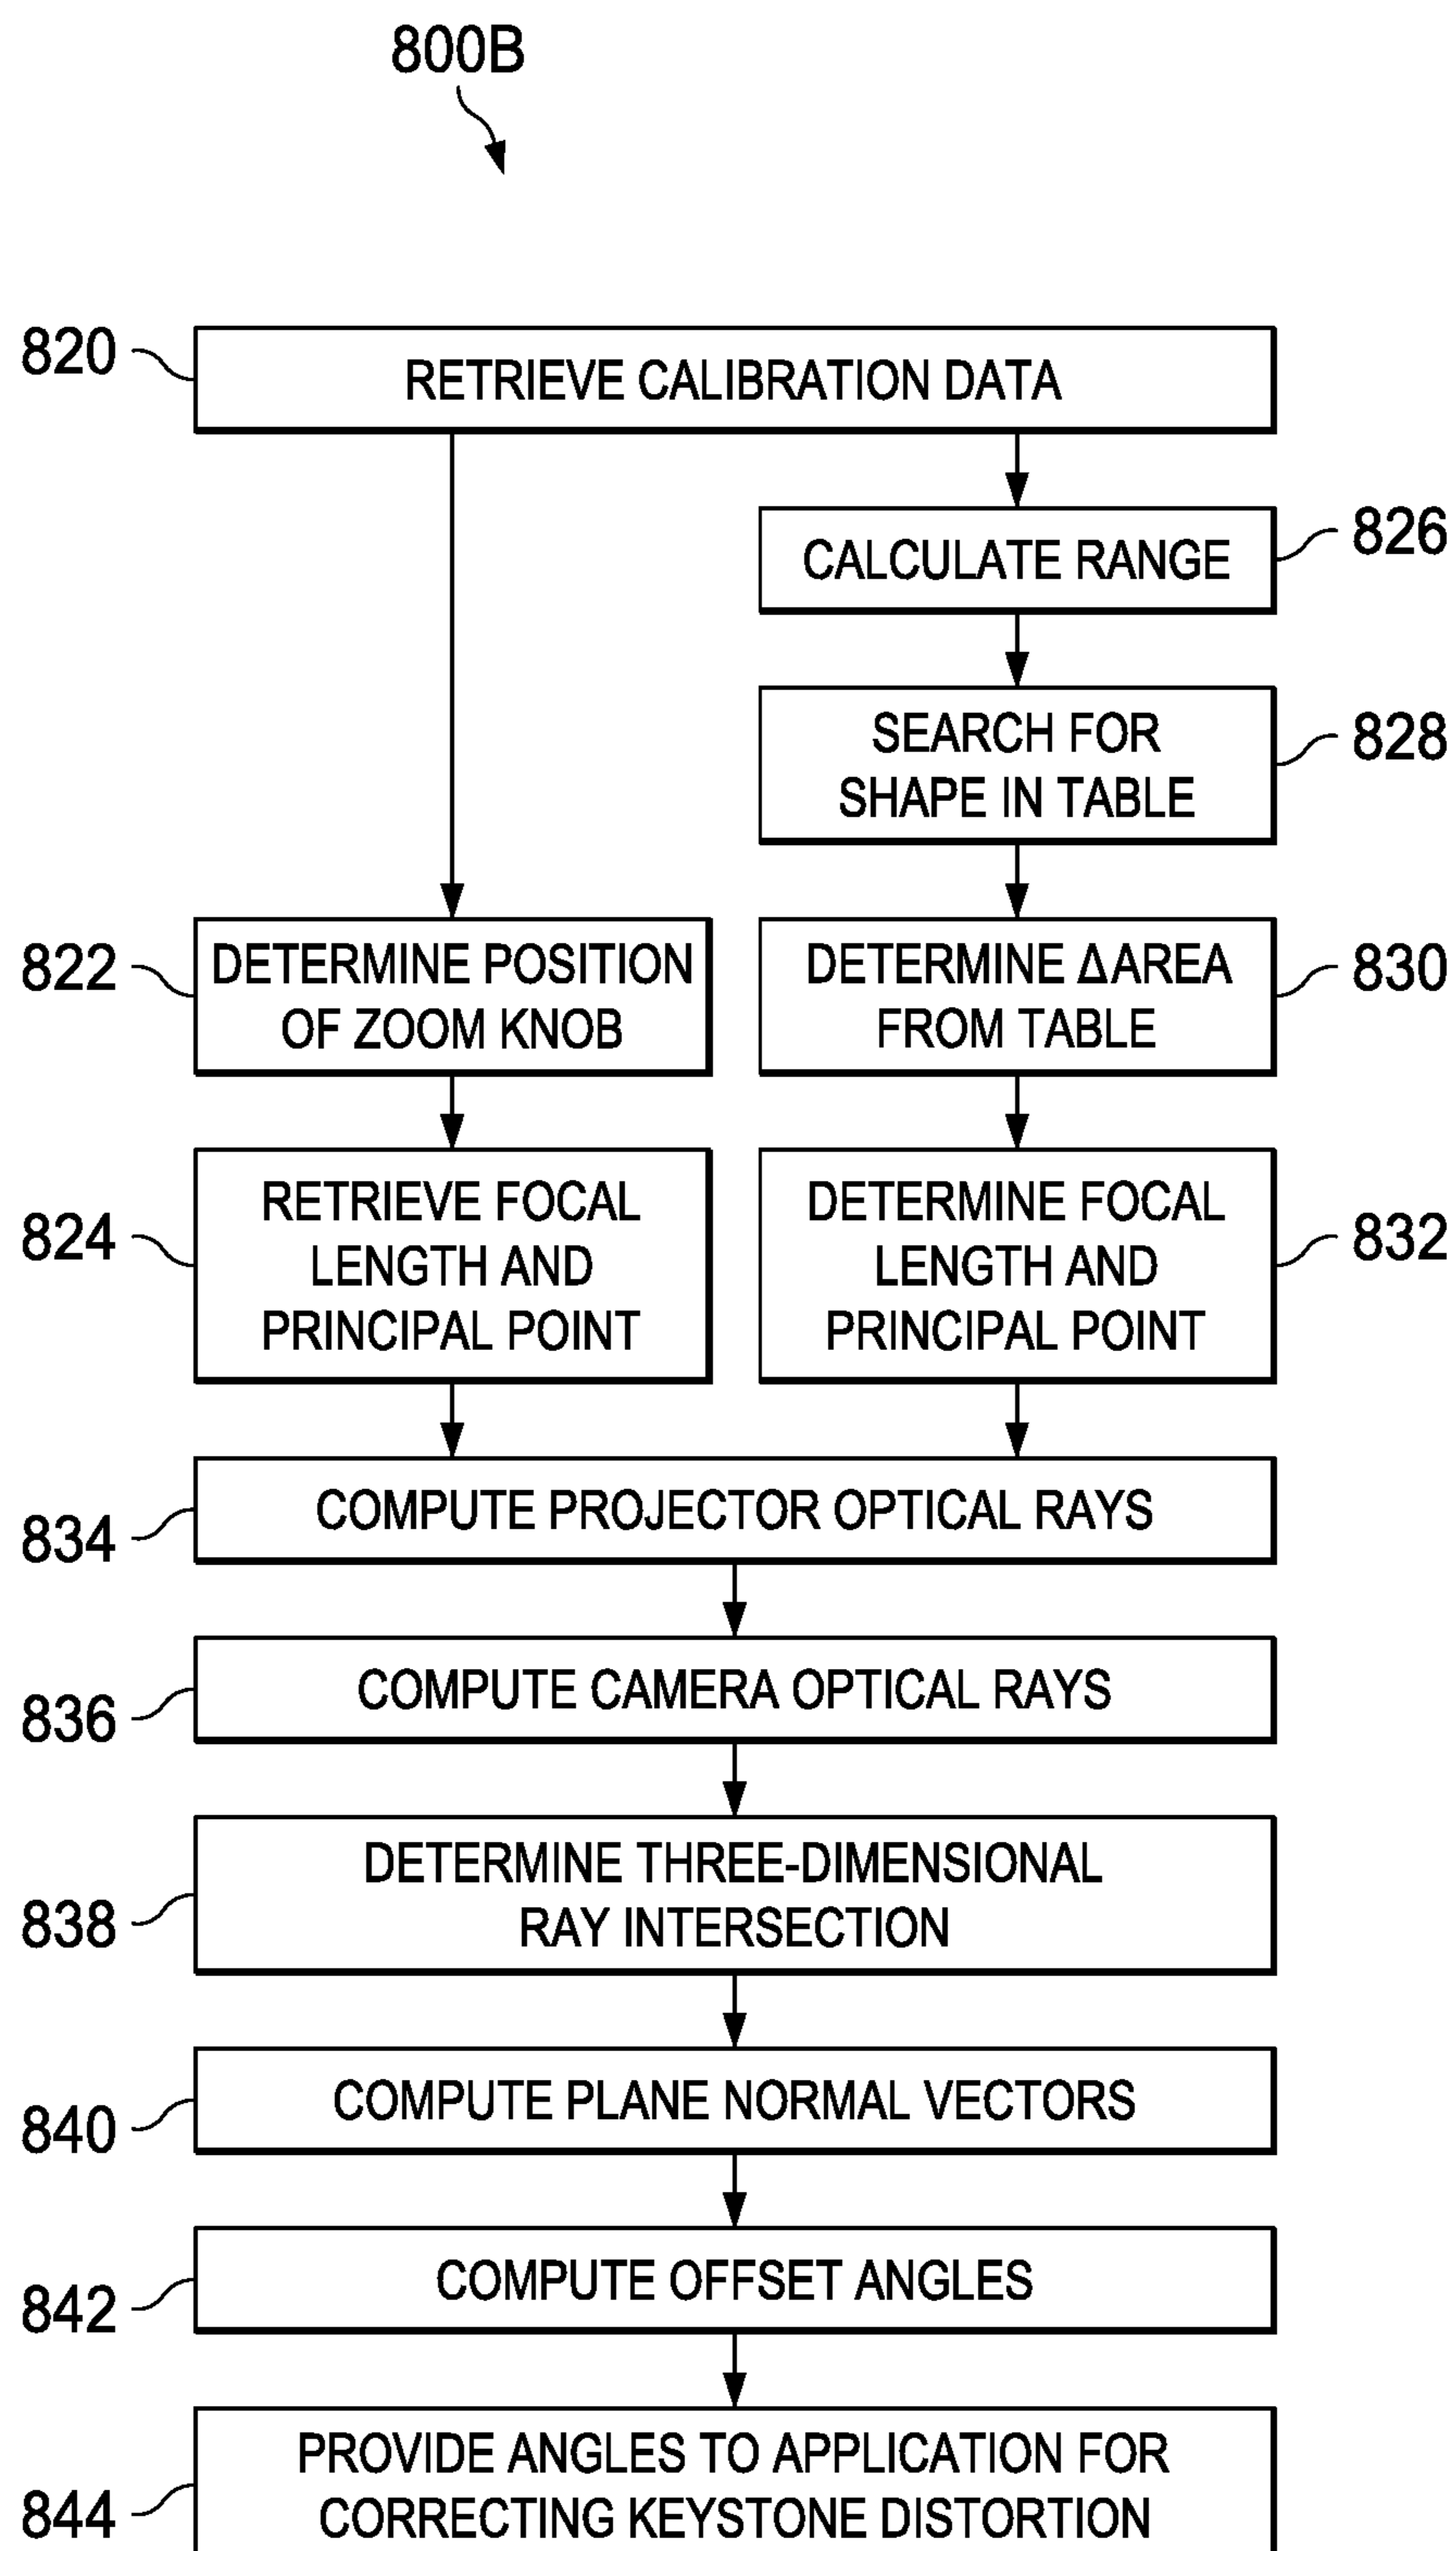 800B
820
RETRIEVE CALIBRATION DATA
CALCULATE RANGE
826
SEARCH FOR
SHAPE IN TABLE
828
822
DETERMINE POSITION
OF ZOOM KNOB
DETERMINE ΔAREA
FROM TABLE
830
824
RETRIEVE FOCAL
LENGTH AND
PRINCIPAL POINT
DETERMINE FOCAL
LENGTH AND
PRINCIPAL POINT
832
834
COMPUTE PROJECTOR OPTICAL RAYS
836
COMPUTE CAMERA OPTICAL RAYS
838
DETERMINE THREE-DIMENSIONAL
RAY INTERSECTION
840
COMPUTE PLANE NORMAL VECTORS
842
COMPUTE OFFSET ANGLES
844
PROVIDE ANGLES TO APPLICATION FOR
CORRECTING KEYSTONE DISTORTION